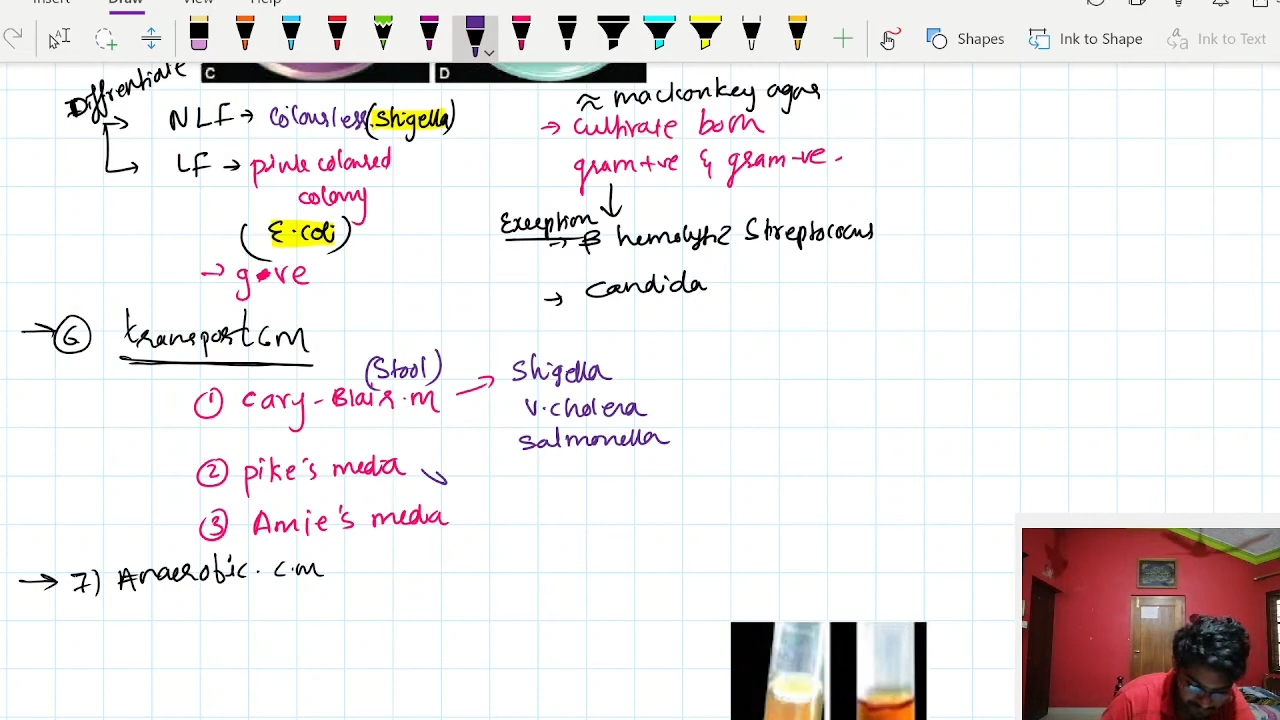 Insert Draw View Help
Shapes Ink to Shape Ink to Text
C D
Diffrentiate
NLF → colourless (Shigella)
LF → pink coloured
colony
(E.coli)
→ g-ve
≈ mackonkey agar
→ cultivate both
gram+ve & gram-ve
Exception
→ β hemolytic Streptococus
→ candida
→ 6 transport C M
(Stool)
① Cary-Blair.M → Shigella
V.cholera
salmonella
② pike's media
③ Amie's media
→ 7) Anaerobic. C.M